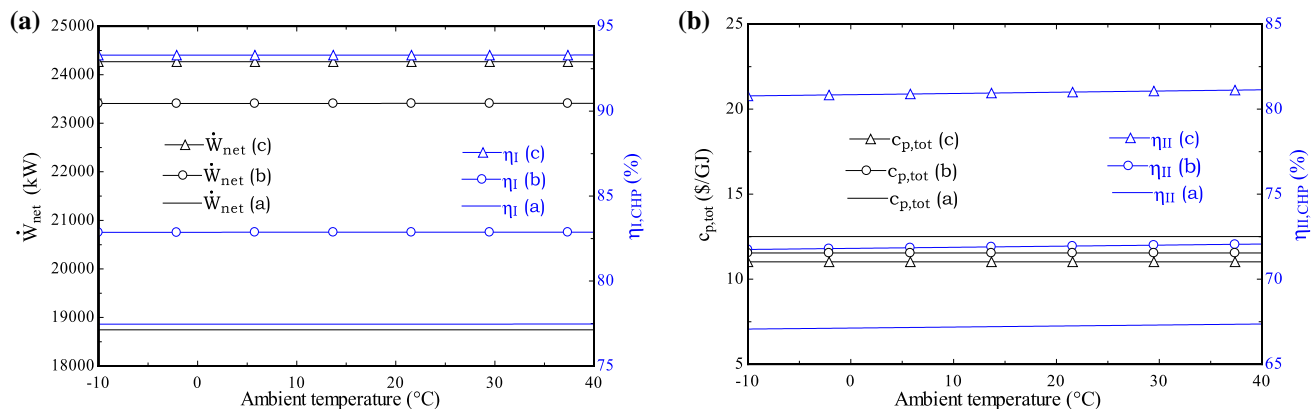 (a)
25000
24000
23000
22000
21000
20000
19000
18000
Ẇnet (kW)
95
90
85
80
75
ηI,CHP (%)
Ẇnet (c)
Ẇnet (b)
Ẇnet (a)
ηI (c)
ηI (b)
ηI (a)
-10 0 10 20 30 40
Ambient temperature (°C)
(b)
25
20
15
10
5
cp,tot ($/GJ)
85
80
75
70
65
ηII,CHP (%)
cp,tot (c)
cp,tot (b)
cp,tot (a)
ηII (c)
ηII (b)
ηII (a)
-10 0 10 20 30 40
Ambient temperature (°C)